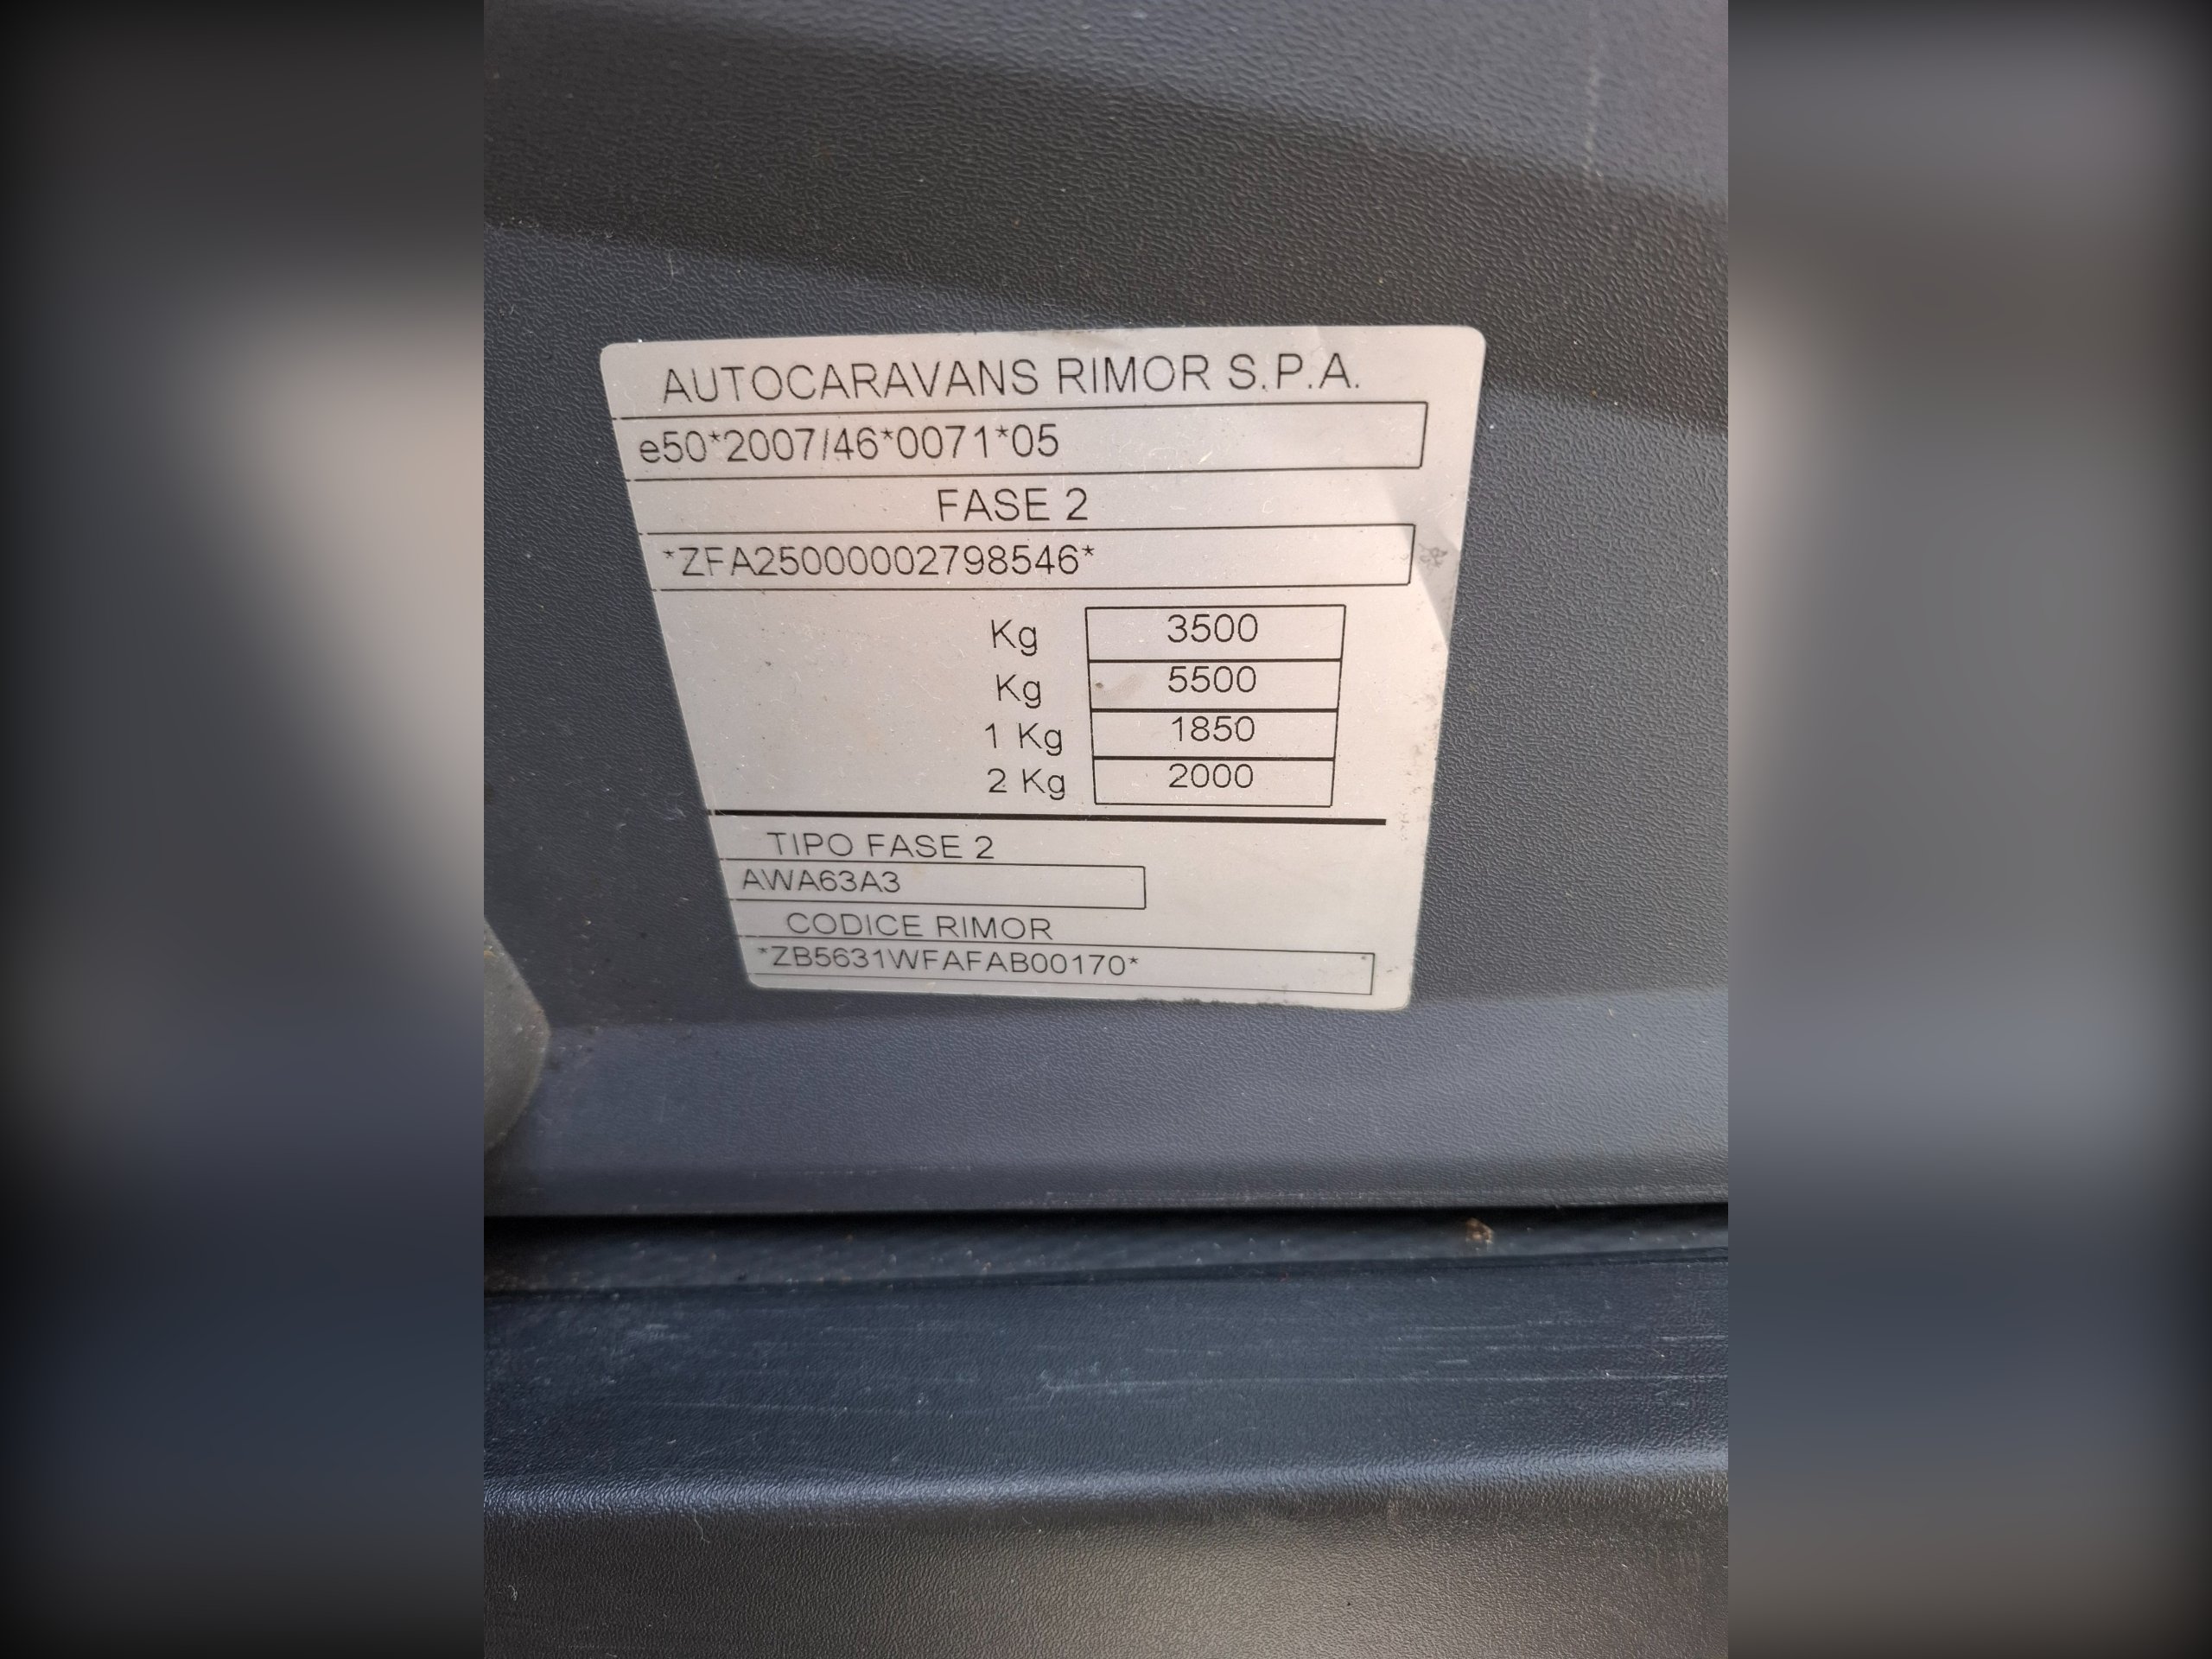 AUTOCARAVANS RIMOR S.P.A.
e50*2007/46*0071*05
FASE 2
*ZFA25000002798546*
Kg 3500
Kg 5500
1 Kg 1850
2 Kg 2000
TIPO FASE 2
AWA63A3
CODICE RIMOR
*ZB5631WFAFAB00170*